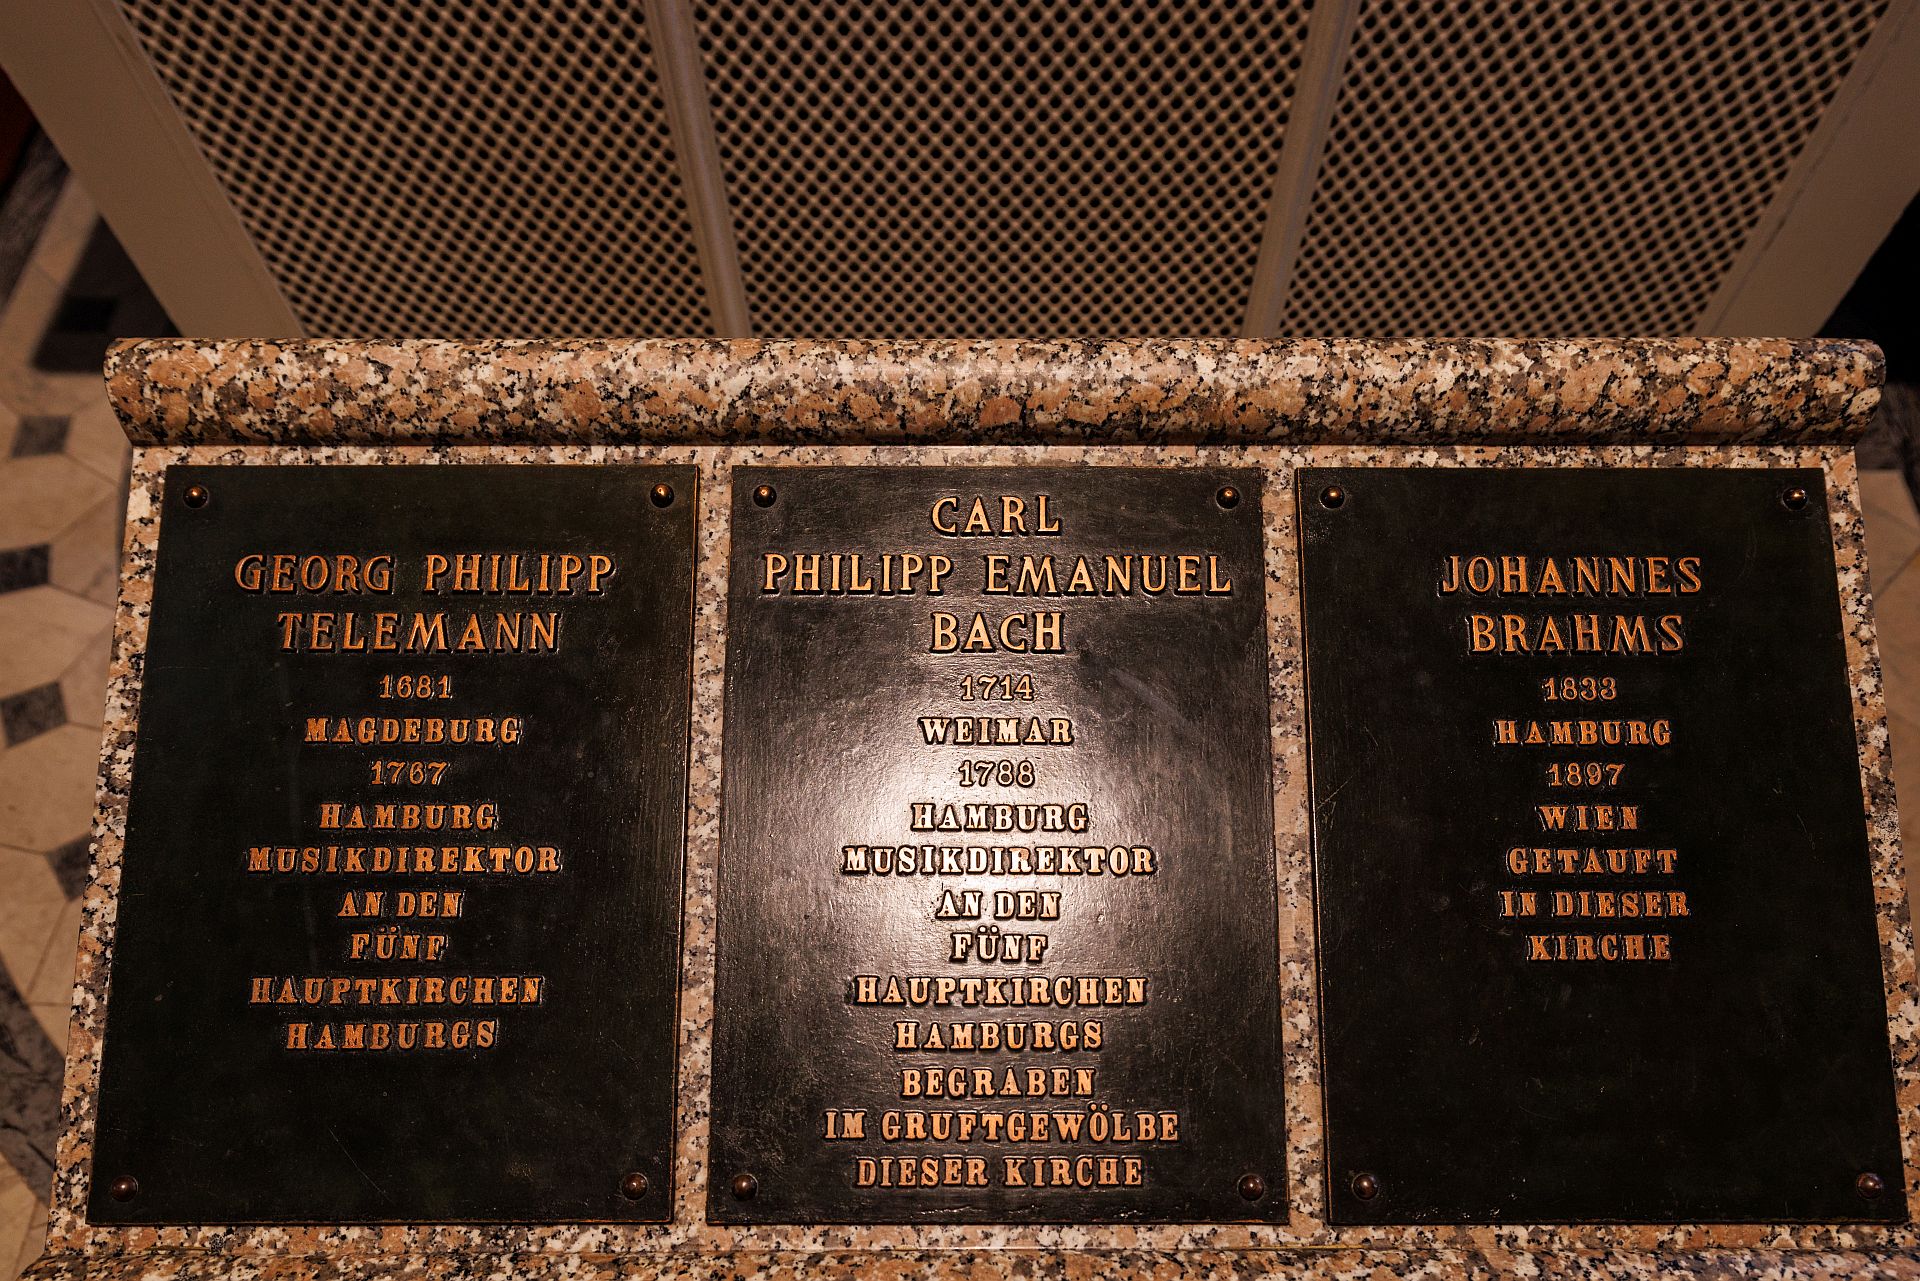 GEORG PHILIPP
TELEMANN
1681
MAGDEBURG
1767
HAMBURG
MUSIKDIREKTOR
AN DEN
FÜNF
HAUPTKIRCHEN
HAMBURGS
CARL
PHILIPP EMANUEL
BACH
1714
WEIMAR
1788
HAMBURG
MUSIKDIREKTOR
AN DEN
FÜNF
HAUPTKIRCHEN
HAMBURGS
BEGRABEN
IM GRUFTGEWÖLBE
DIESER KIRCHE
JOHANNES
BRAHMS
1833
HAMBURG
1897
WIEN
GETAUFT
IN DIESER
KIRCHE